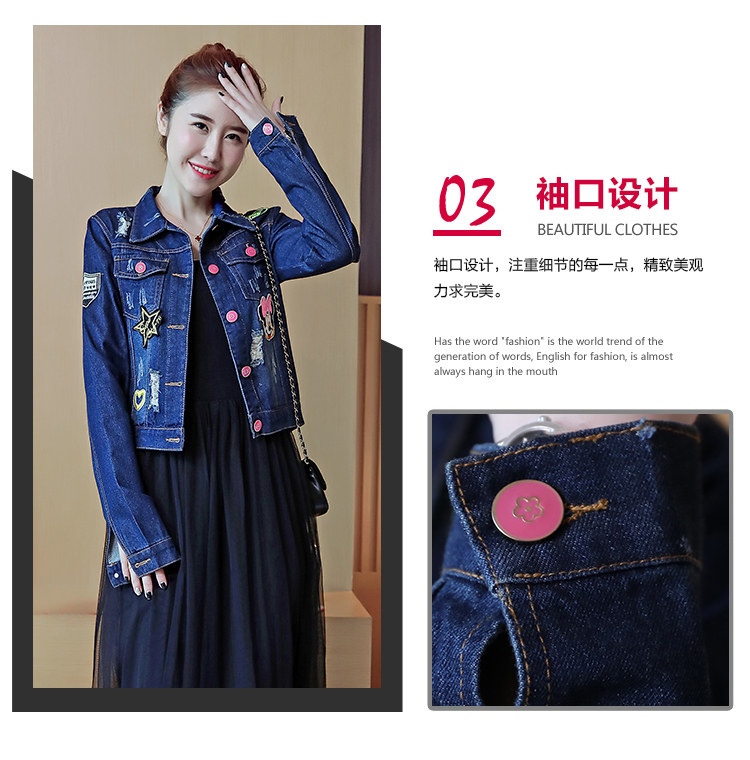 03
袖口设计
BEAUTIFUL CLOTHES
袖口设计，注重细节的每一点，精致美观
力求完美。
Has the word "fashion" is the world trend of the
generation of words, English for fashion, is almost
always hang in the mouth